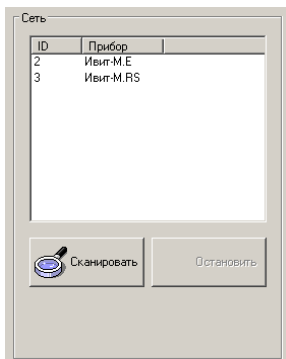 Сеть
ID Прибор
2 Ивит-М.E
3 Ивит-М.RS
Сканировать Остановить